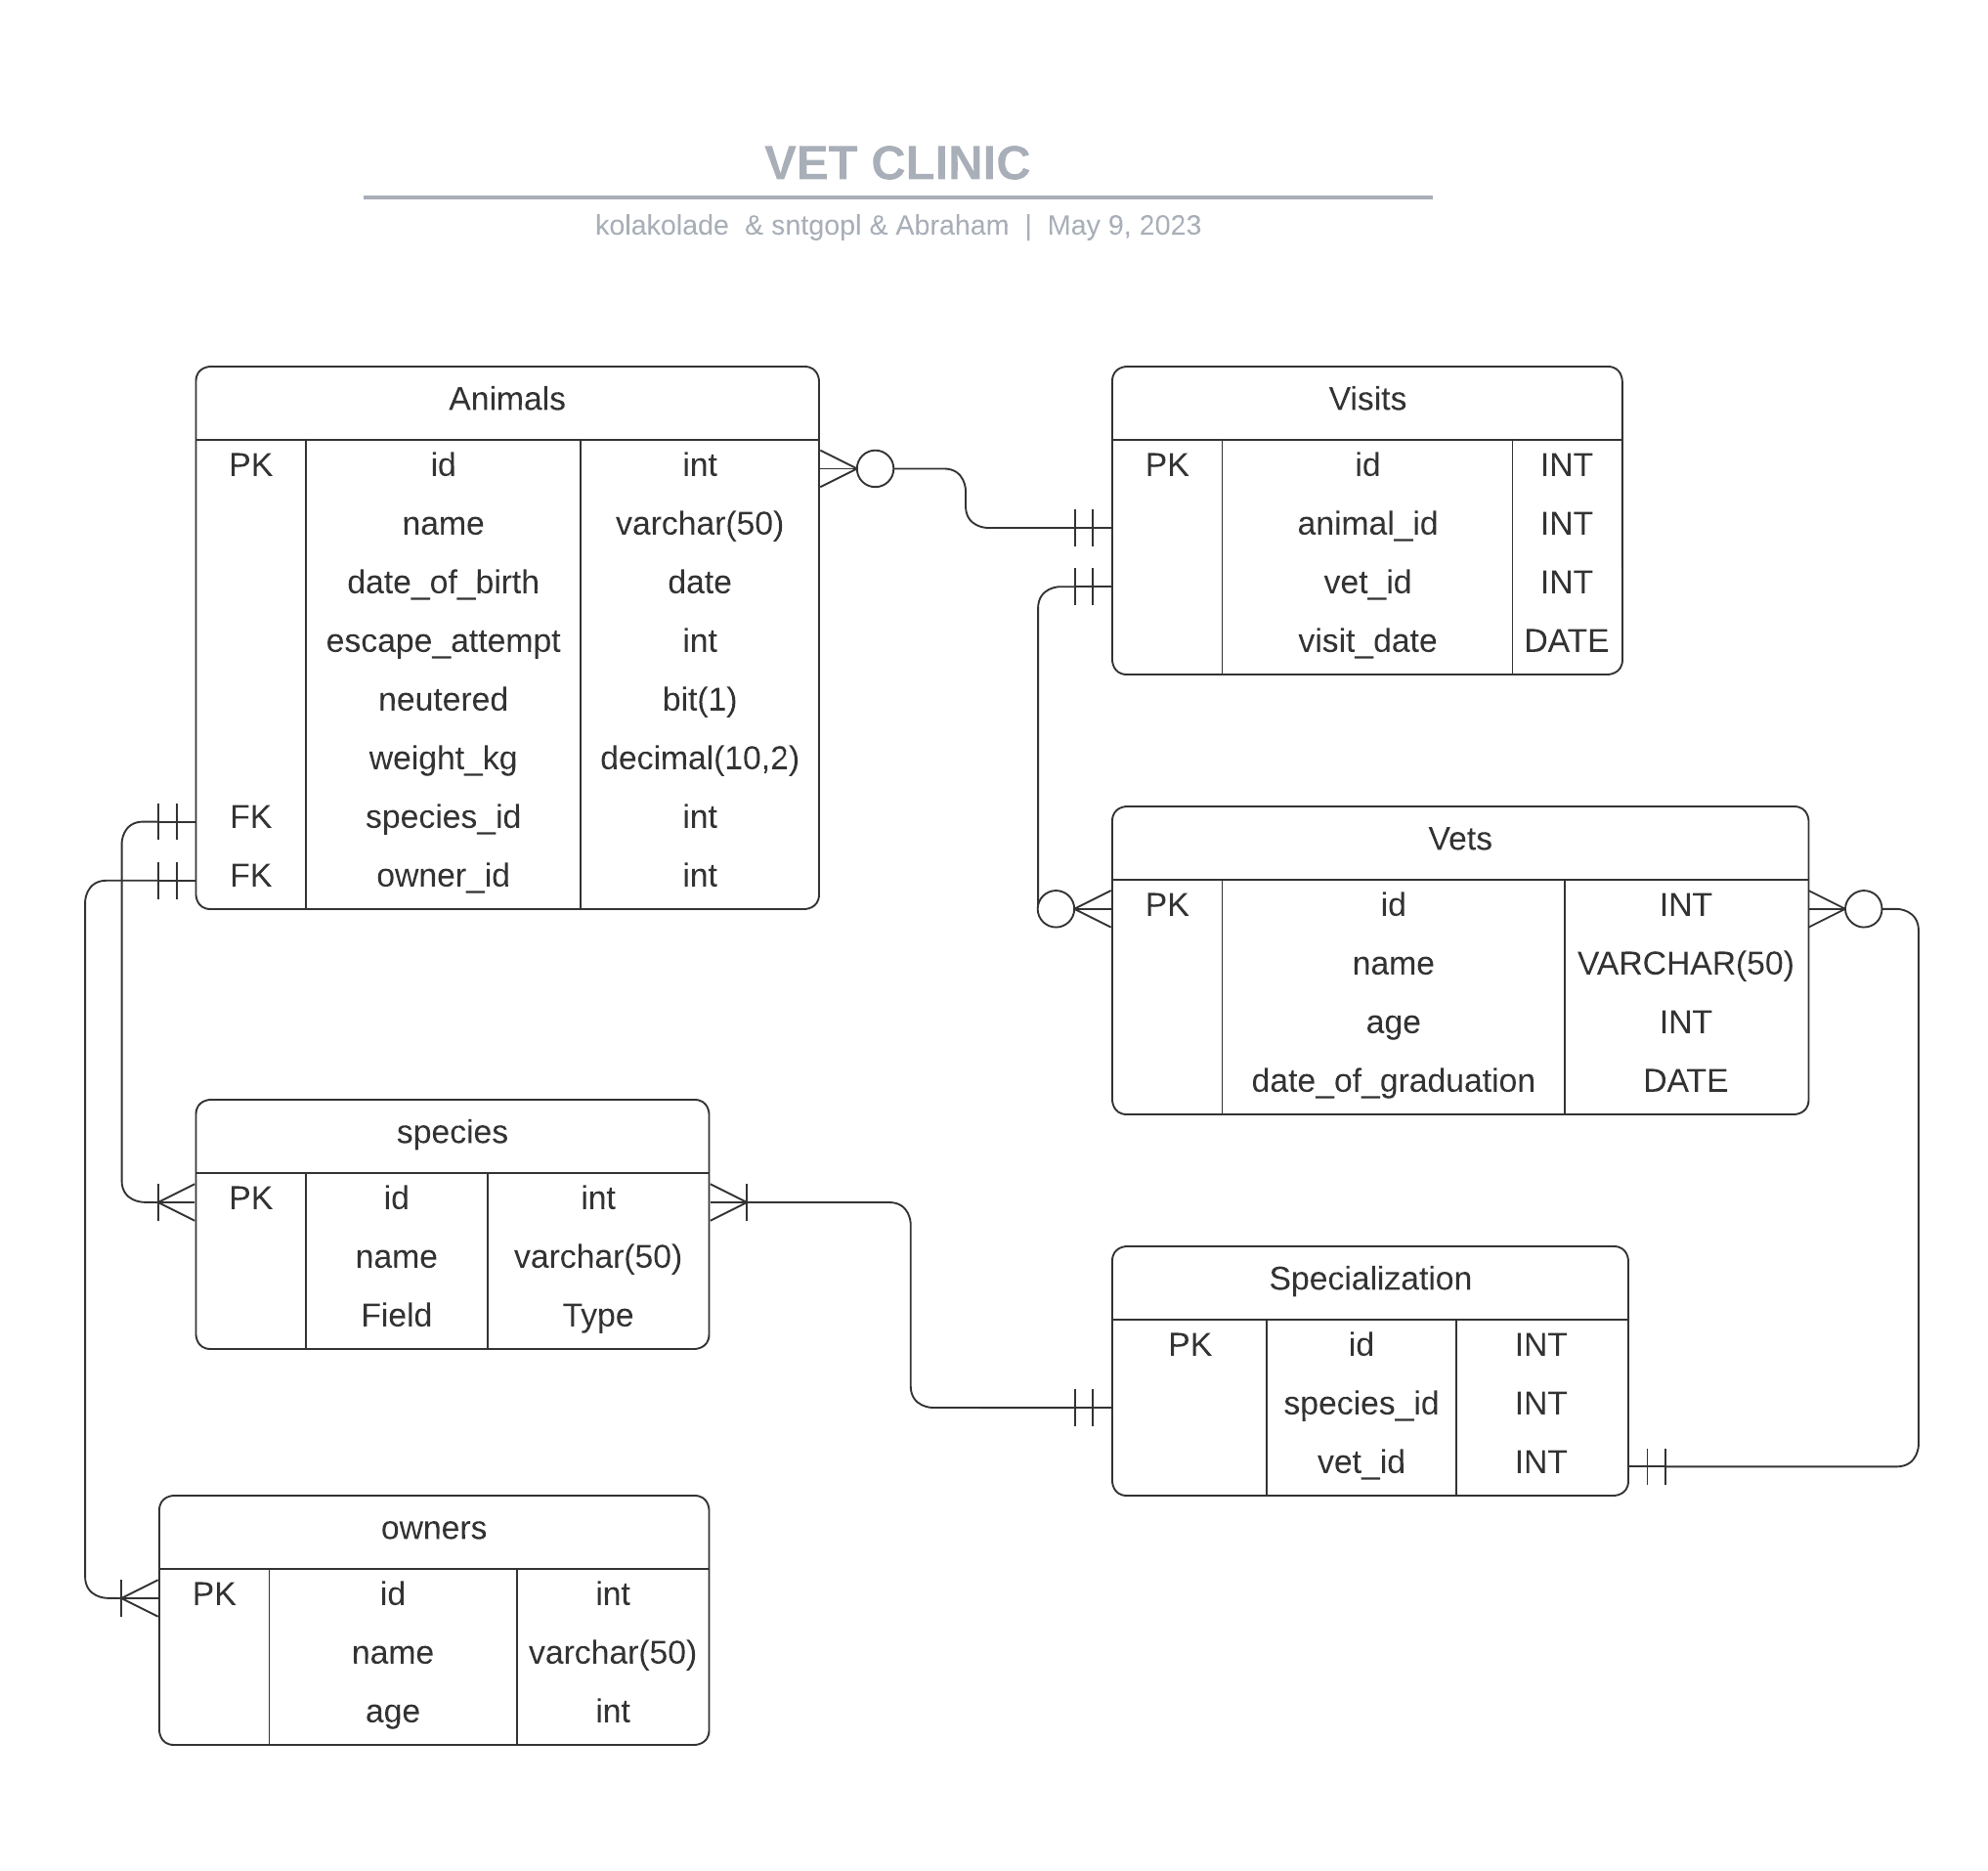 VET CLINIC
kolakolade & sntgopl & Abraham | May 9, 2023
Animals
PK id int
name varchar(50)
date_of_birth date
escape_attempt int
neutered bit(1)
weight_kg decimal(10,2)
FK species_id int
FK owner_id int
Visits
PK id INT
animal_id INT
vet_id INT
visit_date DATE
Vets
PK id INT
name VARCHAR(50)
age INT
date_of_graduation DATE
species
PK id int
name varchar(50)
Field Type
Specialization
PK id INT
species_id INT
vet_id INT
owners
PK id int
name varchar(50)
age int